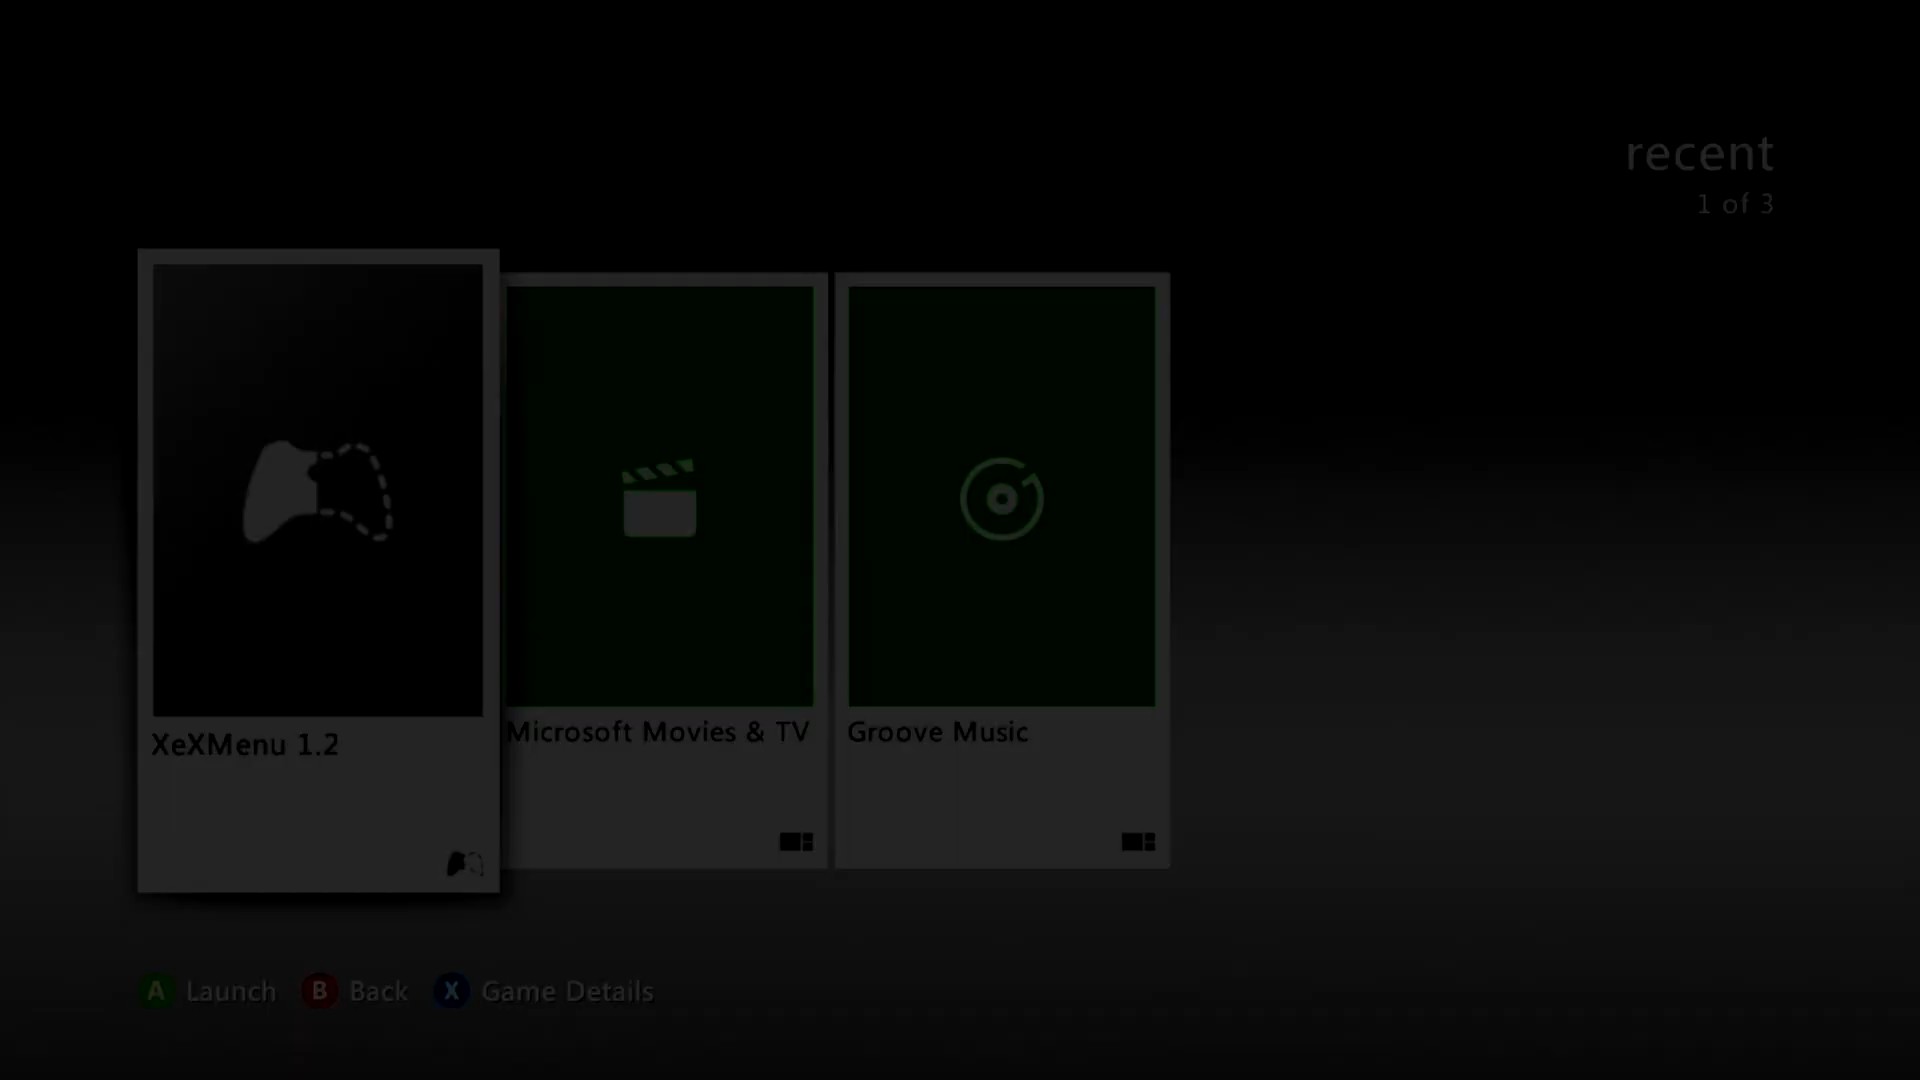 recent
1 of 3
XeXMenu 1.2
Microsoft Movies & TV
Groove Music
A Launch B Back X Game Details